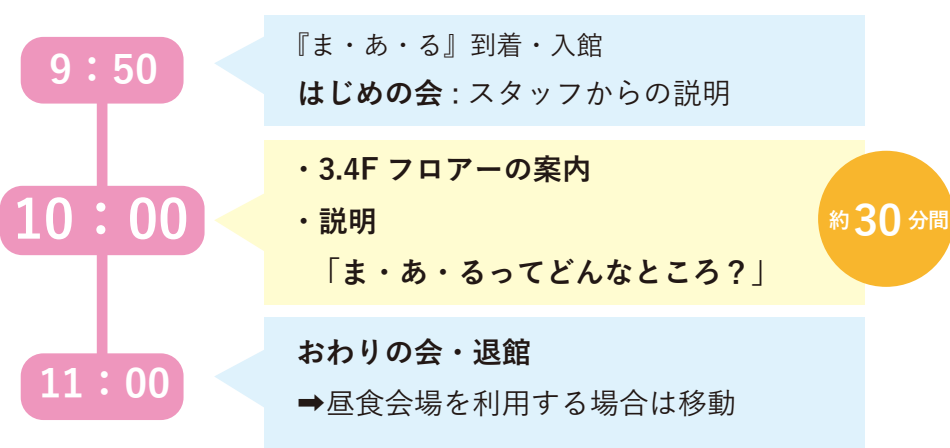 9：50
『ま・あ・る』到着・入館
はじめの会：スタッフからの説明
10：00
・3.4F フロアーの案内
・説明
「ま・あ・るってどんなところ？」
約30分間
11：00
おわりの会・退館
➡昼食会場を利用する場合は移動